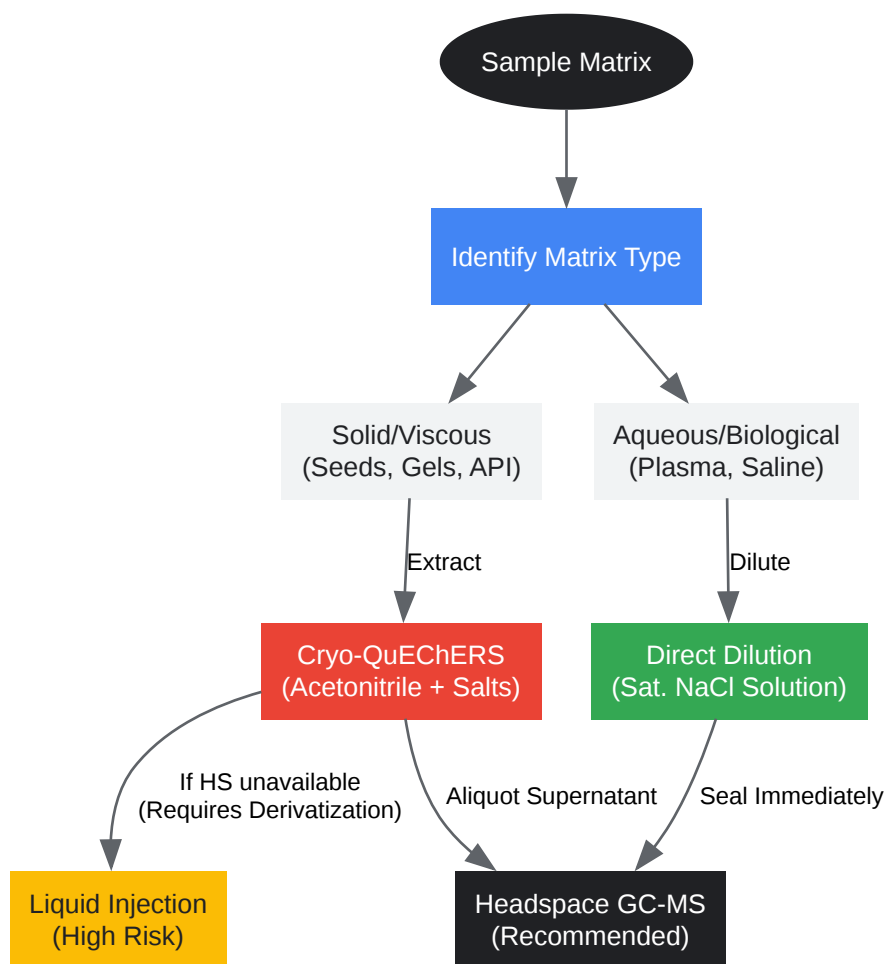 Sample Matrix
Identify Matrix Type
Solid/Viscous
(Seeds, Gels, API)
Aqueous/Biological
(Plasma, Saline)
Extract
Dilute
Cryo-QuEChERS
(Acetonitrile + Salts)
Direct Dilution
(Sat. NaCl Solution)
If HS unavailable
(Requires Derivatization)
Aliquot Supernatant
Seal Immediately
Liquid Injection
(High Risk)
Headspace GC-MS
(Recommended)